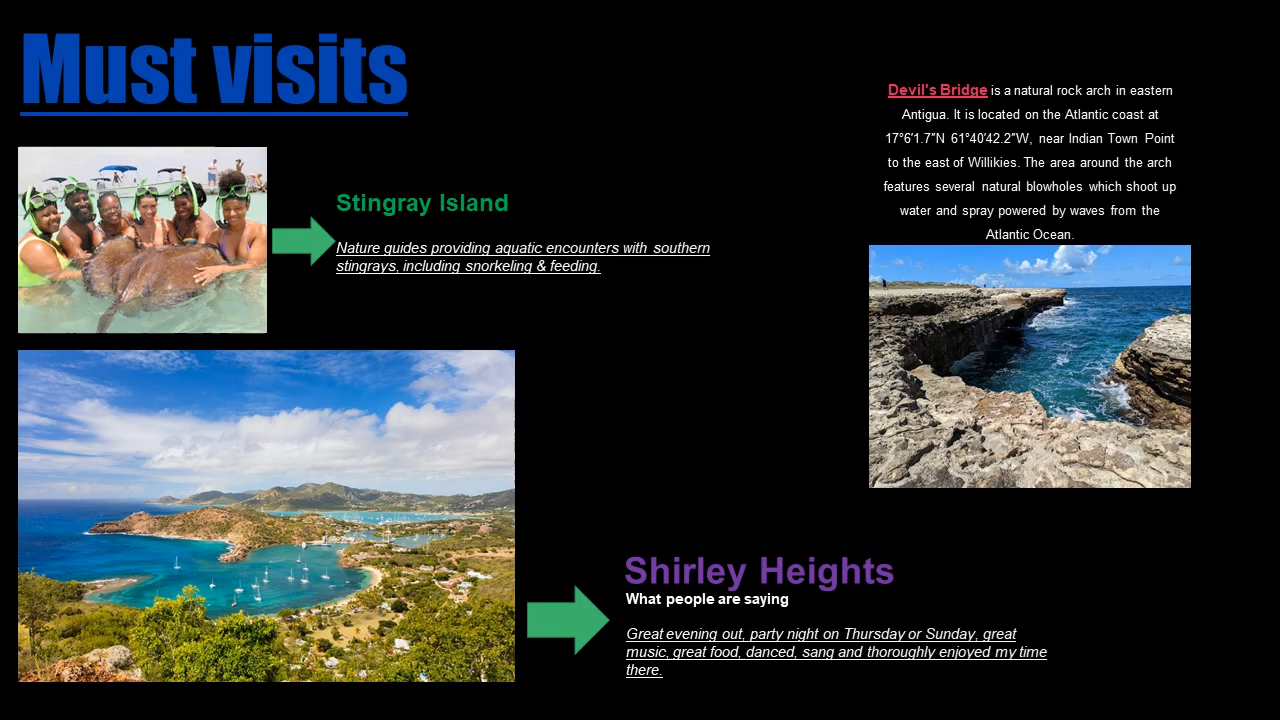 Must visits
Stingray Island
Nature guides providing aquatic encounters with southern
stingrays, including snorkeling & feeding.
Devil's Bridge is a natural rock arch in eastern
Antigua. It is located on the Atlantic coast at
17°6′1.7″N 61°40′42.2″W, near Indian Town Point
to the east of Willikies. The area around the arch
features several natural blowholes which shoot up
water and spray powered by waves from the
Atlantic Ocean.
Shirley Heights
What people are saying
Great evening out, party night on Thursday or Sunday, great
music, great food, danced, sang and thoroughly enjoyed my time
there.